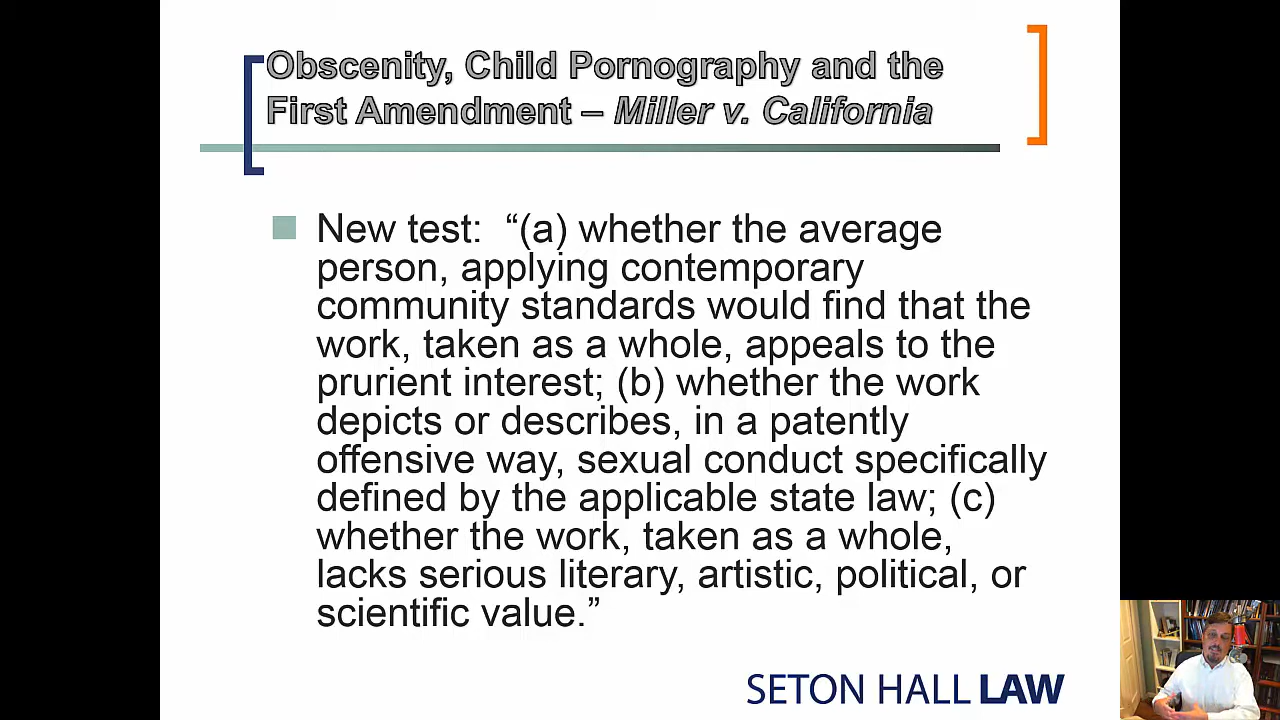 Obscenity, Child Pornography and the
First Amendment – Miller v. California
New test: “(a) whether the average
person, applying contemporary
community standards would find that the
work, taken as a whole, appeals to the
prurient interest; (b) whether the work
depicts or describes, in a patently
offensive way, sexual conduct specifically
defined by the applicable state law; (c)
whether the work, taken as a whole,
lacks serious literary, artistic, political, or
scientific value.”
SETON HALL LAW